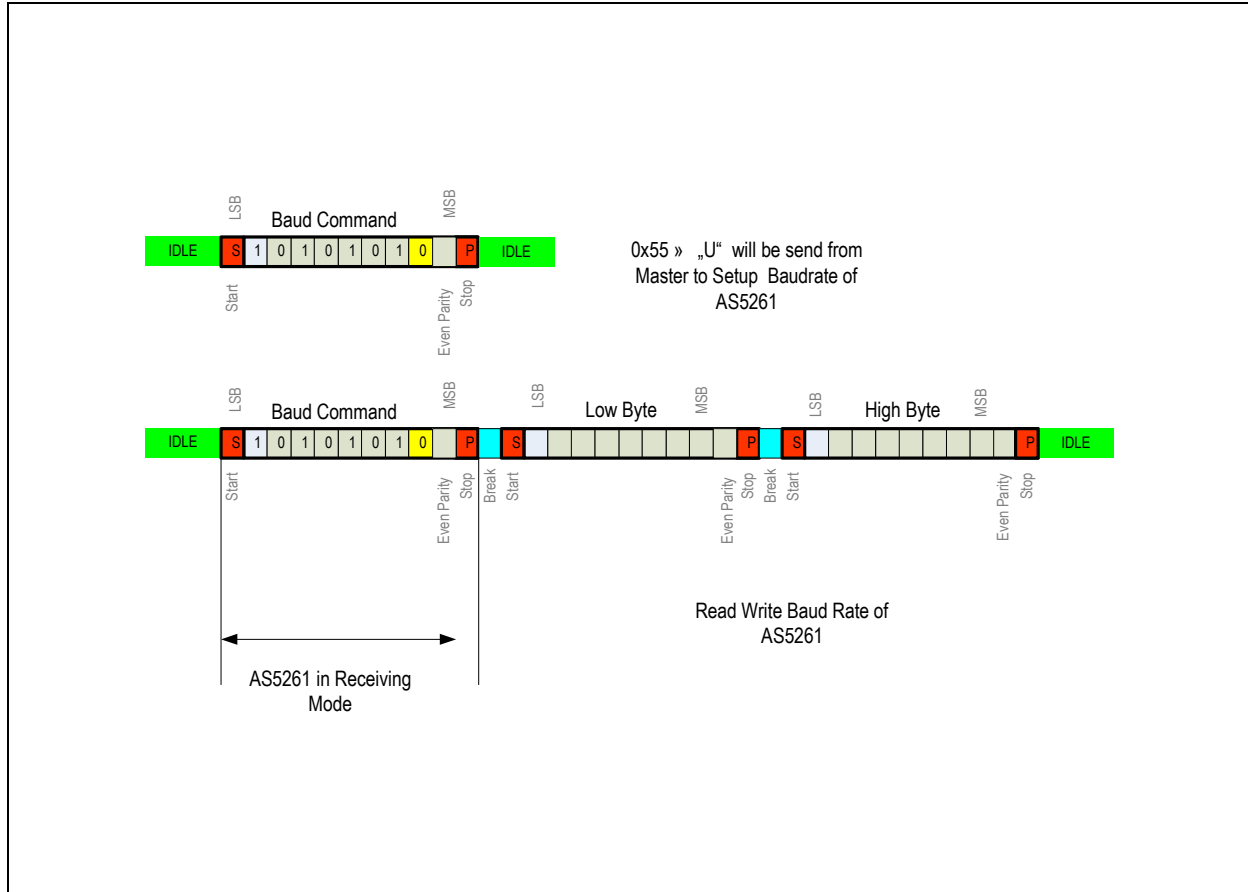 LSB
MSB
Baud Command
IDLE S 1 0 1 0 1 0 1 0 P IDLE
Start
Even Parity
Stop
0x55 » „U“ will be send from
Master to Setup Baudrate of
AS5261
LSB
MSB
LSB
MSB
LSB
MSB
Baud Command
Low Byte
High Byte
IDLE S 1 0 1 0 1 0 1 0 P S P S P IDLE
Start
Even Parity
Stop
Break
Start
Even Parity
Stop
Break
Start
Even Parity
Stop
Read Write Baud Rate of
AS5261
AS5261 in Receiving
Mode